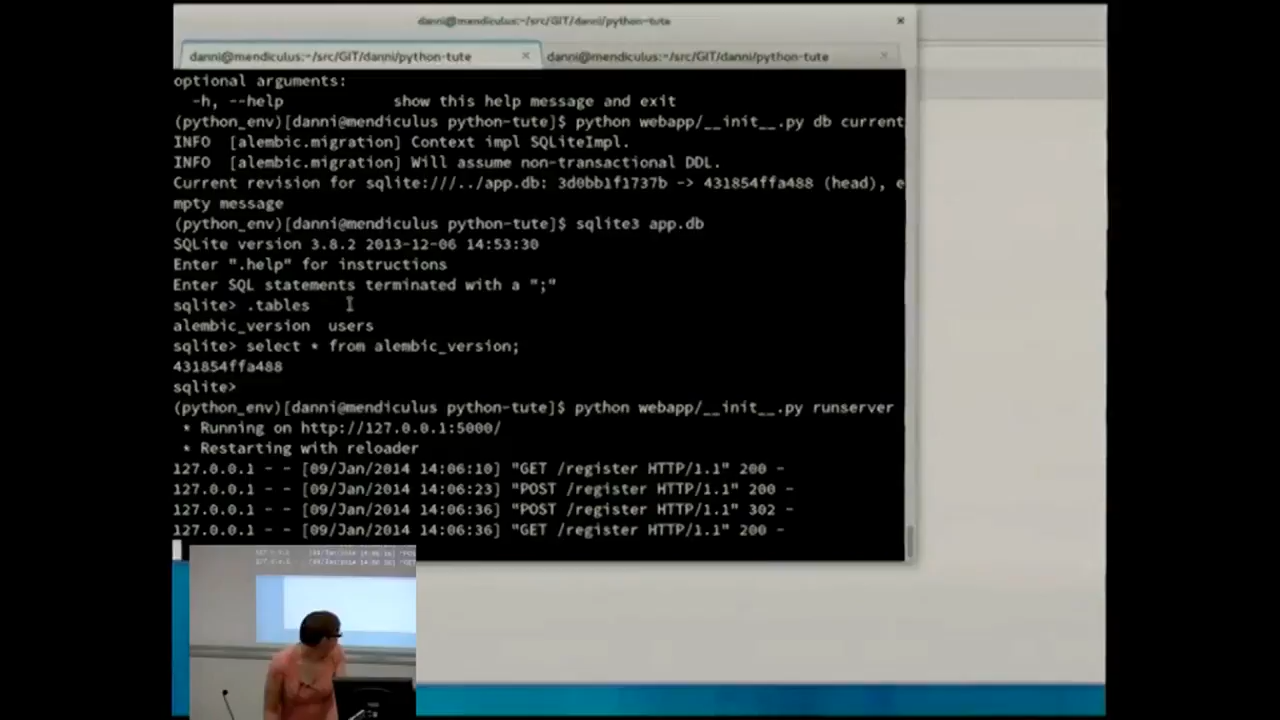 danni@mendiculus:~/src/GIT/danni/python-tute
danni@mendiculus:~/src/GIT/danni/python-tute
danni@mendiculus:~/src/GIT/danni/python-tute
optional arguments:
-h, --help show this help message and exit
(python_env)[danni@mendiculus python-tute]$ python webapp/__init__.py db current
INFO [alembic.migration] Context impl SQLiteImpl.
INFO [alembic.migration] Will assume non-transactional DDL.
Current revision for sqlite:///../app.db: 3d0bb1f1737b -> 431854ffa488 (head), e
mpty message
(python_env)[danni@mendiculus python-tute]$ sqlite3 app.db
SQLite version 3.8.2 2013-12-06 14:53:30
Enter ".help" for instructions
Enter SQL statements terminated with a ";"
sqlite> .tables
alembic_version users
sqlite> select * from alembic_version;
431854ffa488
sqlite>
(python_env)[danni@mendiculus python-tute]$ python webapp/__init__.py runserver
* Running on http://127.0.0.1:5000/
* Restarting with reloader
127.0.0.1 - - [09/Jan/2014 14:06:10] "GET /register HTTP/1.1" 200 -
127.0.0.1 - - [09/Jan/2014 14:06:23] "POST /register HTTP/1.1" 200 -
127.0.0.1 - - [09/Jan/2014 14:06:36] "POST /register HTTP/1.1" 302 -
127.0.0.1 - - [09/Jan/2014 14:06:36] "GET /register HTTP/1.1" 200 -